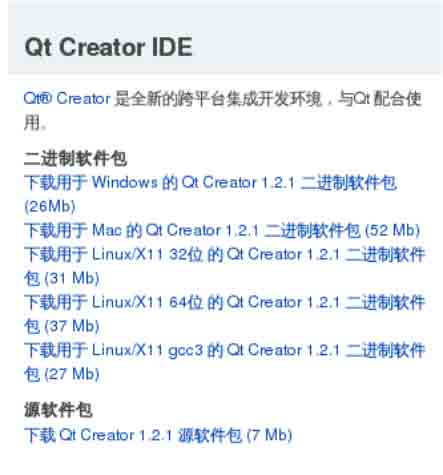 Qt Creator IDE
Qt® Creator 是全新的跨平台集成开发环境，与Qt 配合使
用。
二进制软件包
下载用于 Windows 的 Qt Creator 1.2.1 二进制软件包
(26Mb)
下载用于 Mac 的 Qt Creator 1.2.1 二进制软件包 (52 Mb)
下载用于 Linux/X11 32位 的 Qt Creator 1.2.1 二进制软件
包 (31 Mb)
下载用于 Linux/X11 64位 的 Qt Creator 1.2.1 二进制软件
包 (37 Mb)
下载用于 Linux/X11 gcc3 的 Qt Creator 1.2.1 二进制软件
包 (27 Mb)
源软件包
下载 Qt Creator 1.2.1 源软件包 (7 Mb)